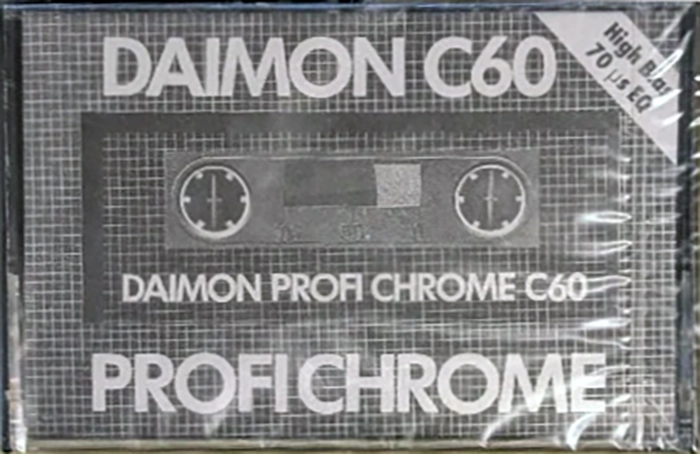 DAIMON C60
High Bias
70 µs EQ
DAIMON PROFI CHROME C60
PROFI CHROME